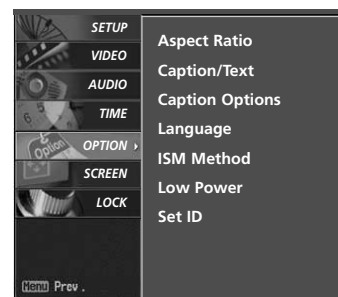 SETUP
VIDEO
AUDIO
TIME
OPTION
SCREEN
LOCK
Menu Prev.
Aspect Ratio
Caption/Text
Caption Options
Language
ISM Method
Low Power
Set ID
Option